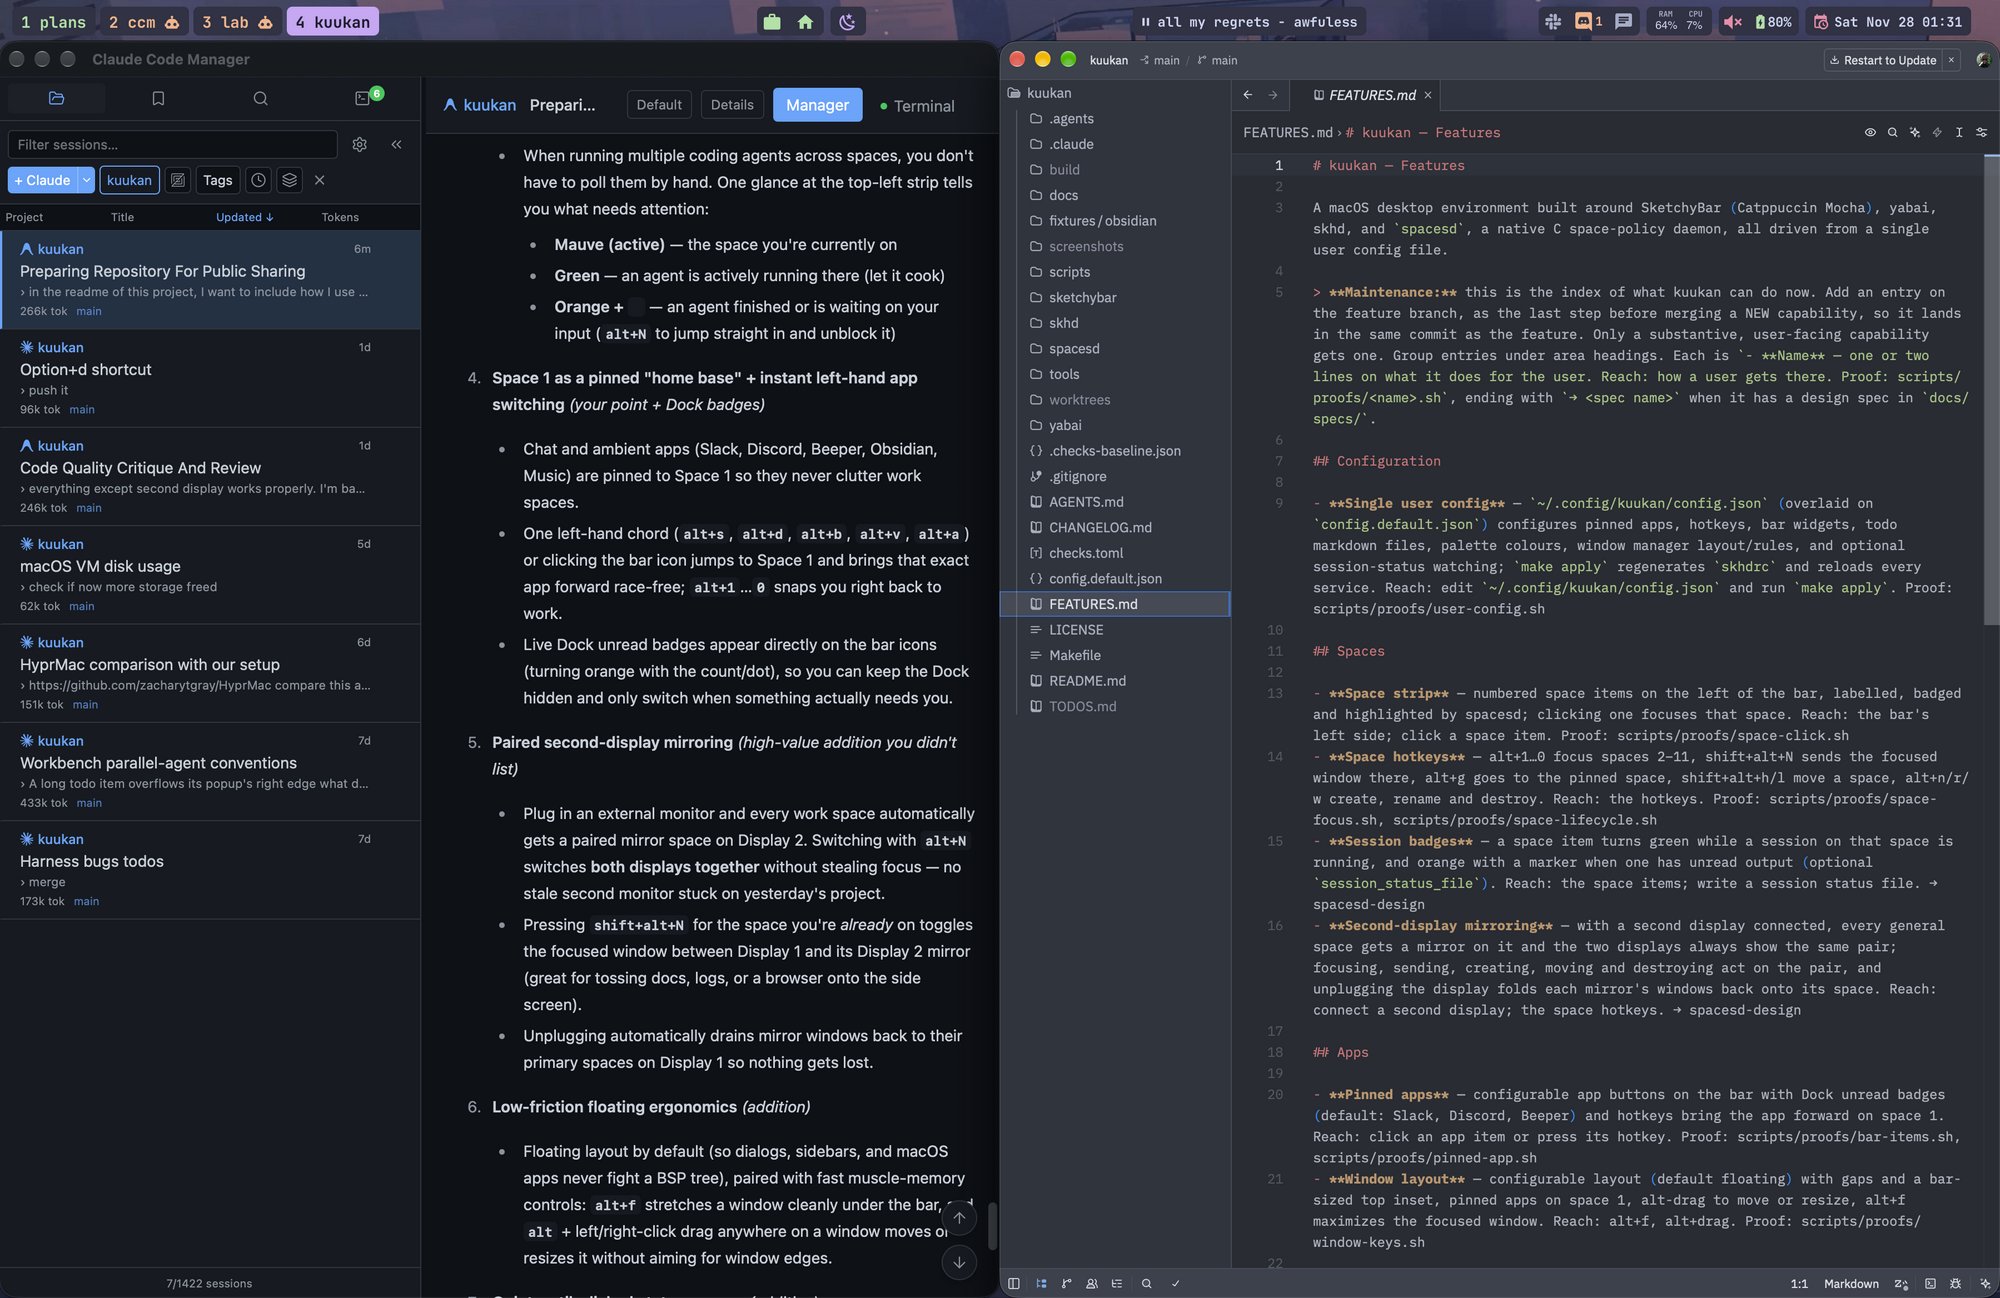 1 plans 2 ccm 3 lab 4 kuukan
all my regrets - awfuless
1 RAM 64% CPU 7% 80% Sat Nov 28 01:31
Claude Code Manager
6
Filter sessions...
+ Claude kuukan Tags
Project Title Updated ↓ Tokens
kuukan 6m
Preparing Repository For Public Sharing
› in the readme of this project, I want to include how I use ...
266k tok main
kuukan 1d
Option+d shortcut
› push it
96k tok main
kuukan 1d
Code Quality Critique And Review
› everything except second display works properly. I'm ba...
246k tok main
kuukan 5d
macOS VM disk usage
› check if now more storage freed
62k tok main
kuukan 6d
HyprMac comparison with our setup
› https://github.com/zacharytgray/HyprMac compare this a...
151k tok main
kuukan 7d
Workbench parallel-agent conventions
› A long todo item overflows its popup's right edge what d...
433k tok main
kuukan 7d
Harness bugs todos
› merge
173k tok main
7/1422 sessions
kuukan Prepari... Default Details Manager Terminal
• When running multiple coding agents across spaces, you don't
have to poll them by hand. One glance at the top-left strip tells
you what needs attention:
• Mauve (active) — the space you're currently on
• Green — an agent is actively running there (let it cook)
• Orange + — an agent finished or is waiting on your
input ( alt+N to jump straight in and unblock it)
4. Space 1 as a pinned "home base" + instant left-hand app
switching (your point + Dock badges)
• Chat and ambient apps (Slack, Discord, Beeper, Obsidian,
Music) are pinned to Space 1 so they never clutter work
spaces.
• One left-hand chord ( alt+s , alt+d , alt+b , alt+v , alt+a )
or clicking the bar icon jumps to Space 1 and brings that exact
app forward race-free; alt+1 … 0 snaps you right back to
work.
• Live Dock unread badges appear directly on the bar icons
(turning orange with the count/dot), so you can keep the Dock
hidden and only switch when something actually needs you.
5. Paired second-display mirroring (high-value addition you didn't
list)
• Plug in an external monitor and every work space automatically
gets a paired mirror space on Display 2. Switching with alt+N
switches both displays together without stealing focus — no
stale second monitor stuck on yesterday's project.
• Pressing shift+alt+N for the space you're already on toggles
the focused window between Display 1 and its Display 2 mirror
(great for tossing docs, logs, or a browser onto the side
screen).
• Unplugging automatically drains mirror windows back to their
primary spaces on Display 1 so nothing gets lost.
6. Low-friction floating ergonomics (addition)
• Floating layout by default (so dialogs, sidebars, and macOS
apps never fight a BSP tree), paired with fast muscle-memory
controls: alt+f stretches a window cleanly under the bar,
alt + left/right-click drag anywhere on a window moves or
resizes it without aiming for window edges.
kuukan main / main Restart to Update ×
kuukan
.agents
.claude
build
docs
fixtures/obsidian
screenshots
scripts
sketchybar
skhd
spacesd
tools
worktrees
yabai
.checks-baseline.json
.gitignore
AGENTS.md
CHANGELOG.md
checks.toml
config.default.json
FEATURES.md
LICENSE
Makefile
README.md
TODOS.md
← → FEATURES.md ×
FEATURES.md › # kuukan — Features
1 # kuukan — Features
2
3 A macOS desktop environment built around SketchyBar (Catppuccin Mocha), yabai,
skhd, and `spacesd`, a native C space-policy daemon, all driven from a single
user config file.
4
5 > **Maintenance:** this is the index of what kuukan can do now. Add an entry on
the feature branch, as the last step before merging a NEW capability, so it lands
in the same commit as the feature. Only a substantive, user-facing capability
gets one. Group entries under area headings. Each is `- **Name** — one or two
lines on what it does for the user. Reach: how a user gets there. Proof: scripts/
proofs/<name>.sh`, ending with `→ <spec name>` when it has a design spec in `docs/
specs/`.
6
7 ## Configuration
8
9 - **Single user config** — `~/.config/kuukan/config.json` (overlaid on
`config.default.json`) configures pinned apps, hotkeys, bar widgets, todo
markdown files, palette colours, window manager layout/rules, and optional
session-status watching; `make apply` regenerates `skhdrc` and reloads every
service. Reach: edit `~/.config/kuukan/config.json` and run `make apply`. Proof:
scripts/proofs/user-config.sh
10
11 ## Spaces
12
13 - **Space strip** — numbered space items on the left of the bar, labelled, badged
and highlighted by spacesd; clicking one focuses that space. Reach: the bar's
left side; click a space item. Proof: scripts/proofs/space-click.sh
14 - **Space hotkeys** — alt+1…0 focus spaces 2–11, shift+alt+N sends the focused
window there, alt+g goes to the pinned space, shift+alt+h/l move a space, alt+n/r/
w create, rename and destroy. Reach: the hotkeys. Proof: scripts/proofs/space-
focus.sh, scripts/proofs/space-lifecycle.sh
15 - **Session badges** — a space item turns green while a session on that space is
running, and orange with a marker when one has unread output (optional
`session_status_file`). Reach: the space items; write a session status file. →
spacesd-design
16 - **Second-display mirroring** — with a second display connected, every general
space gets a mirror on it and the two displays always show the same pair;
focusing, sending, creating, moving and destroying act on the pair, and
unplugging the display folds each mirror's windows back onto its space. Reach:
connect a second display; the space hotkeys. → spacesd-design
17
18 ## Apps
19
20 - **Pinned apps** — configurable app buttons on the bar with Dock unread badges
(default: Slack, Discord, Beeper) and hotkeys bring the app forward on space 1.
Reach: click an app item or press its hotkey. Proof: scripts/proofs/bar-items.sh,
scripts/proofs/pinned-app.sh
21 - **Window layout** — configurable layout (default floating) with gaps and a bar-
sized top inset, pinned apps on space 1, alt-drag to move or resize, alt+f
maximizes the focused window. Reach: alt+f, alt+drag. Proof: scripts/proofs/
window-keys.sh
22
1:1 Markdown